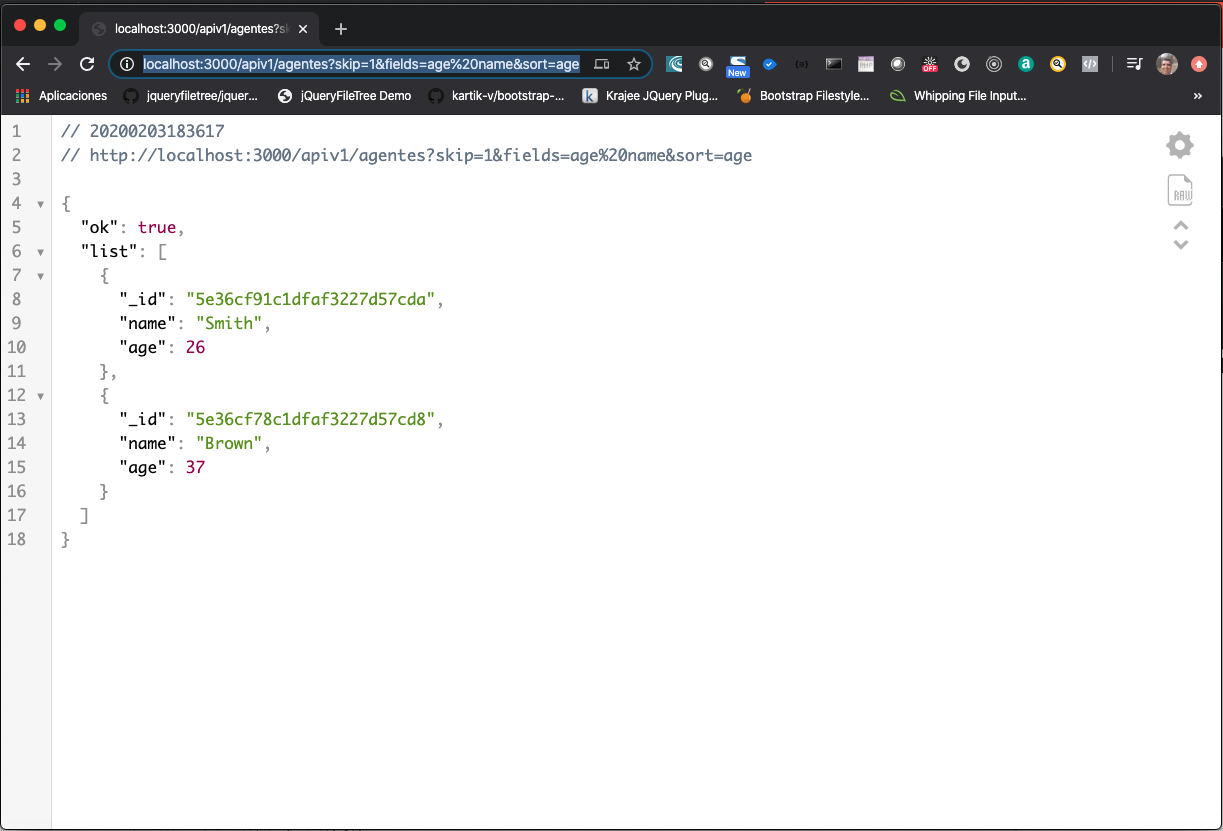 localhost:3000/apiv1/agentes?sk
localhost:3000/apiv1/agentes?skip=1&fields=age%20name&sort=age
New
PHP
OFF
a
Aplicaciones
jqueryfiletree/jquer...
jQueryFileTree Demo
kartik-v/bootstrap-...
k
Krajee JQuery Plug...
Bootstrap Filestyle...
Whipping File Input...
»
1 // 20200203183617
2 // http://localhost:3000/apiv1/agentes?skip=1&fields=age%20name&sort=age
3
4 {
5 "ok": true,
6 "list": [
7 {
8 "_id": "5e36cf91c1dfaf3227d57cda",
9 "name": "Smith",
10 "age": 26
11 },
12 {
13 "_id": "5e36cf78c1dfaf3227d57cd8",
14 "name": "Brown",
15 "age": 37
16 }
17 ]
18 }
RAW